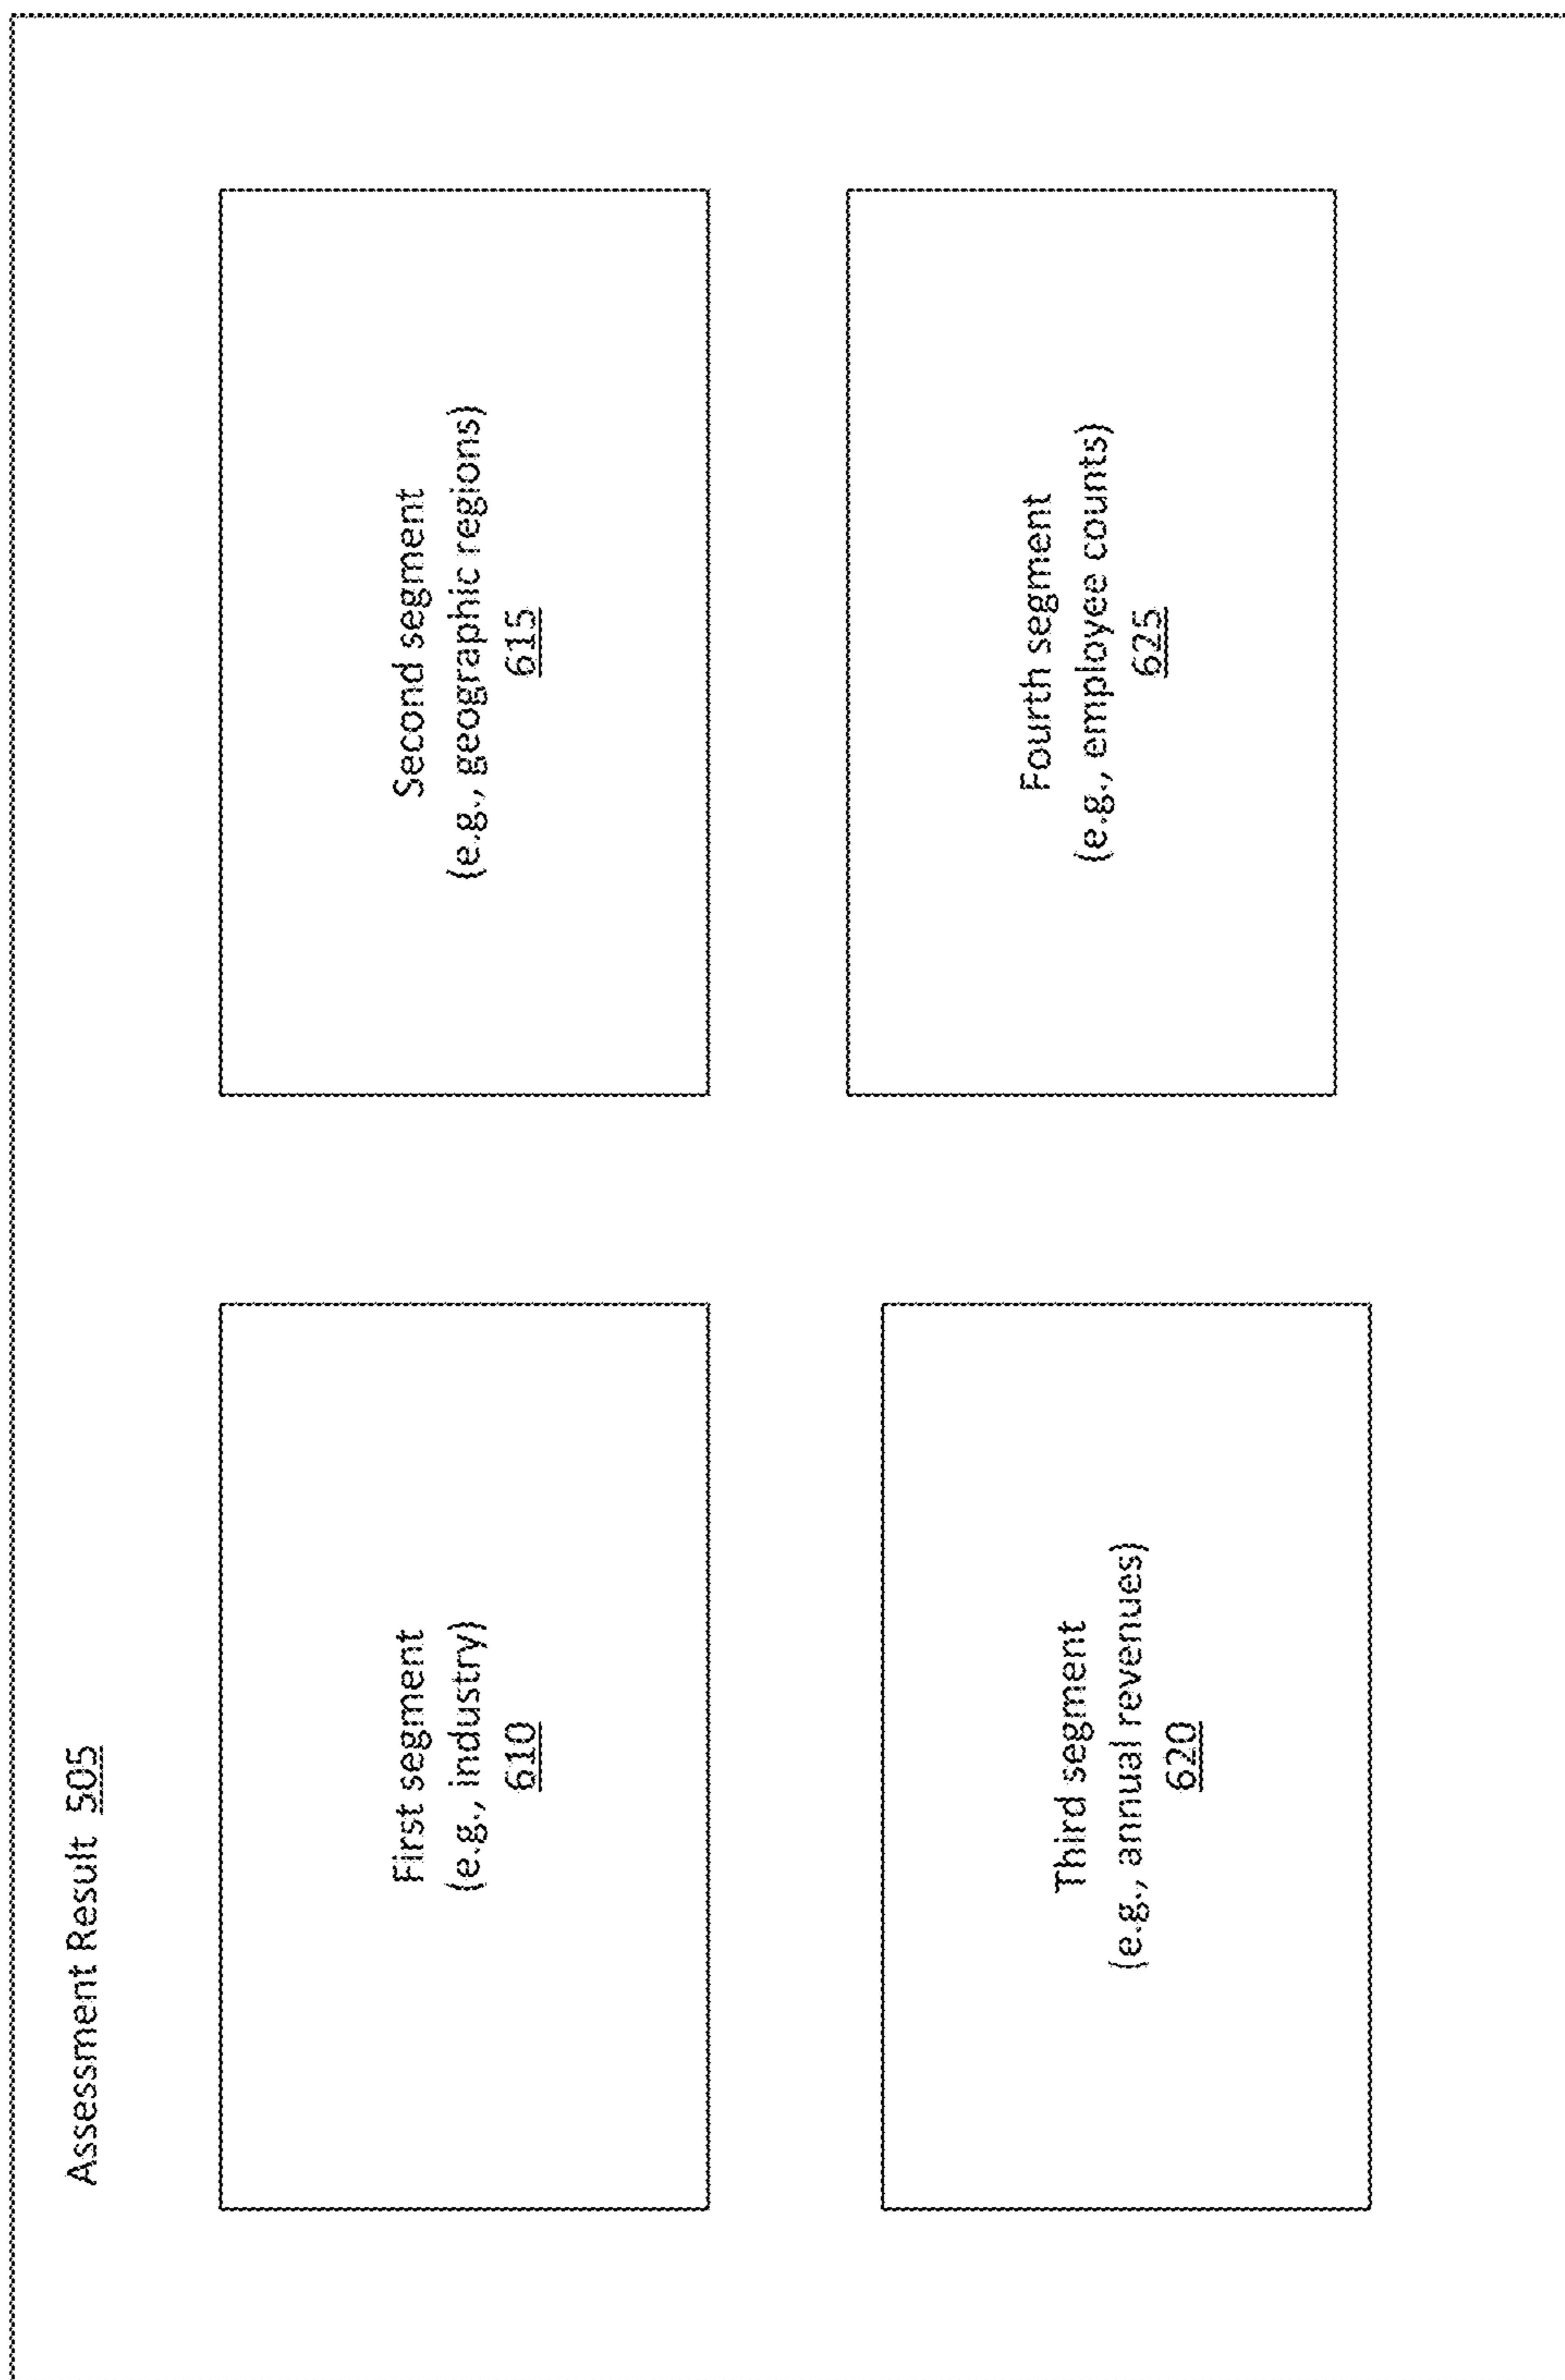 Assessment Result 505
First segment
(e.g., industry)
610
Second segment
(e.g., geographic regions)
615
Third segment
(e.g., annual revenues)
620
Fourth segment
(e.g., employee counts)
625